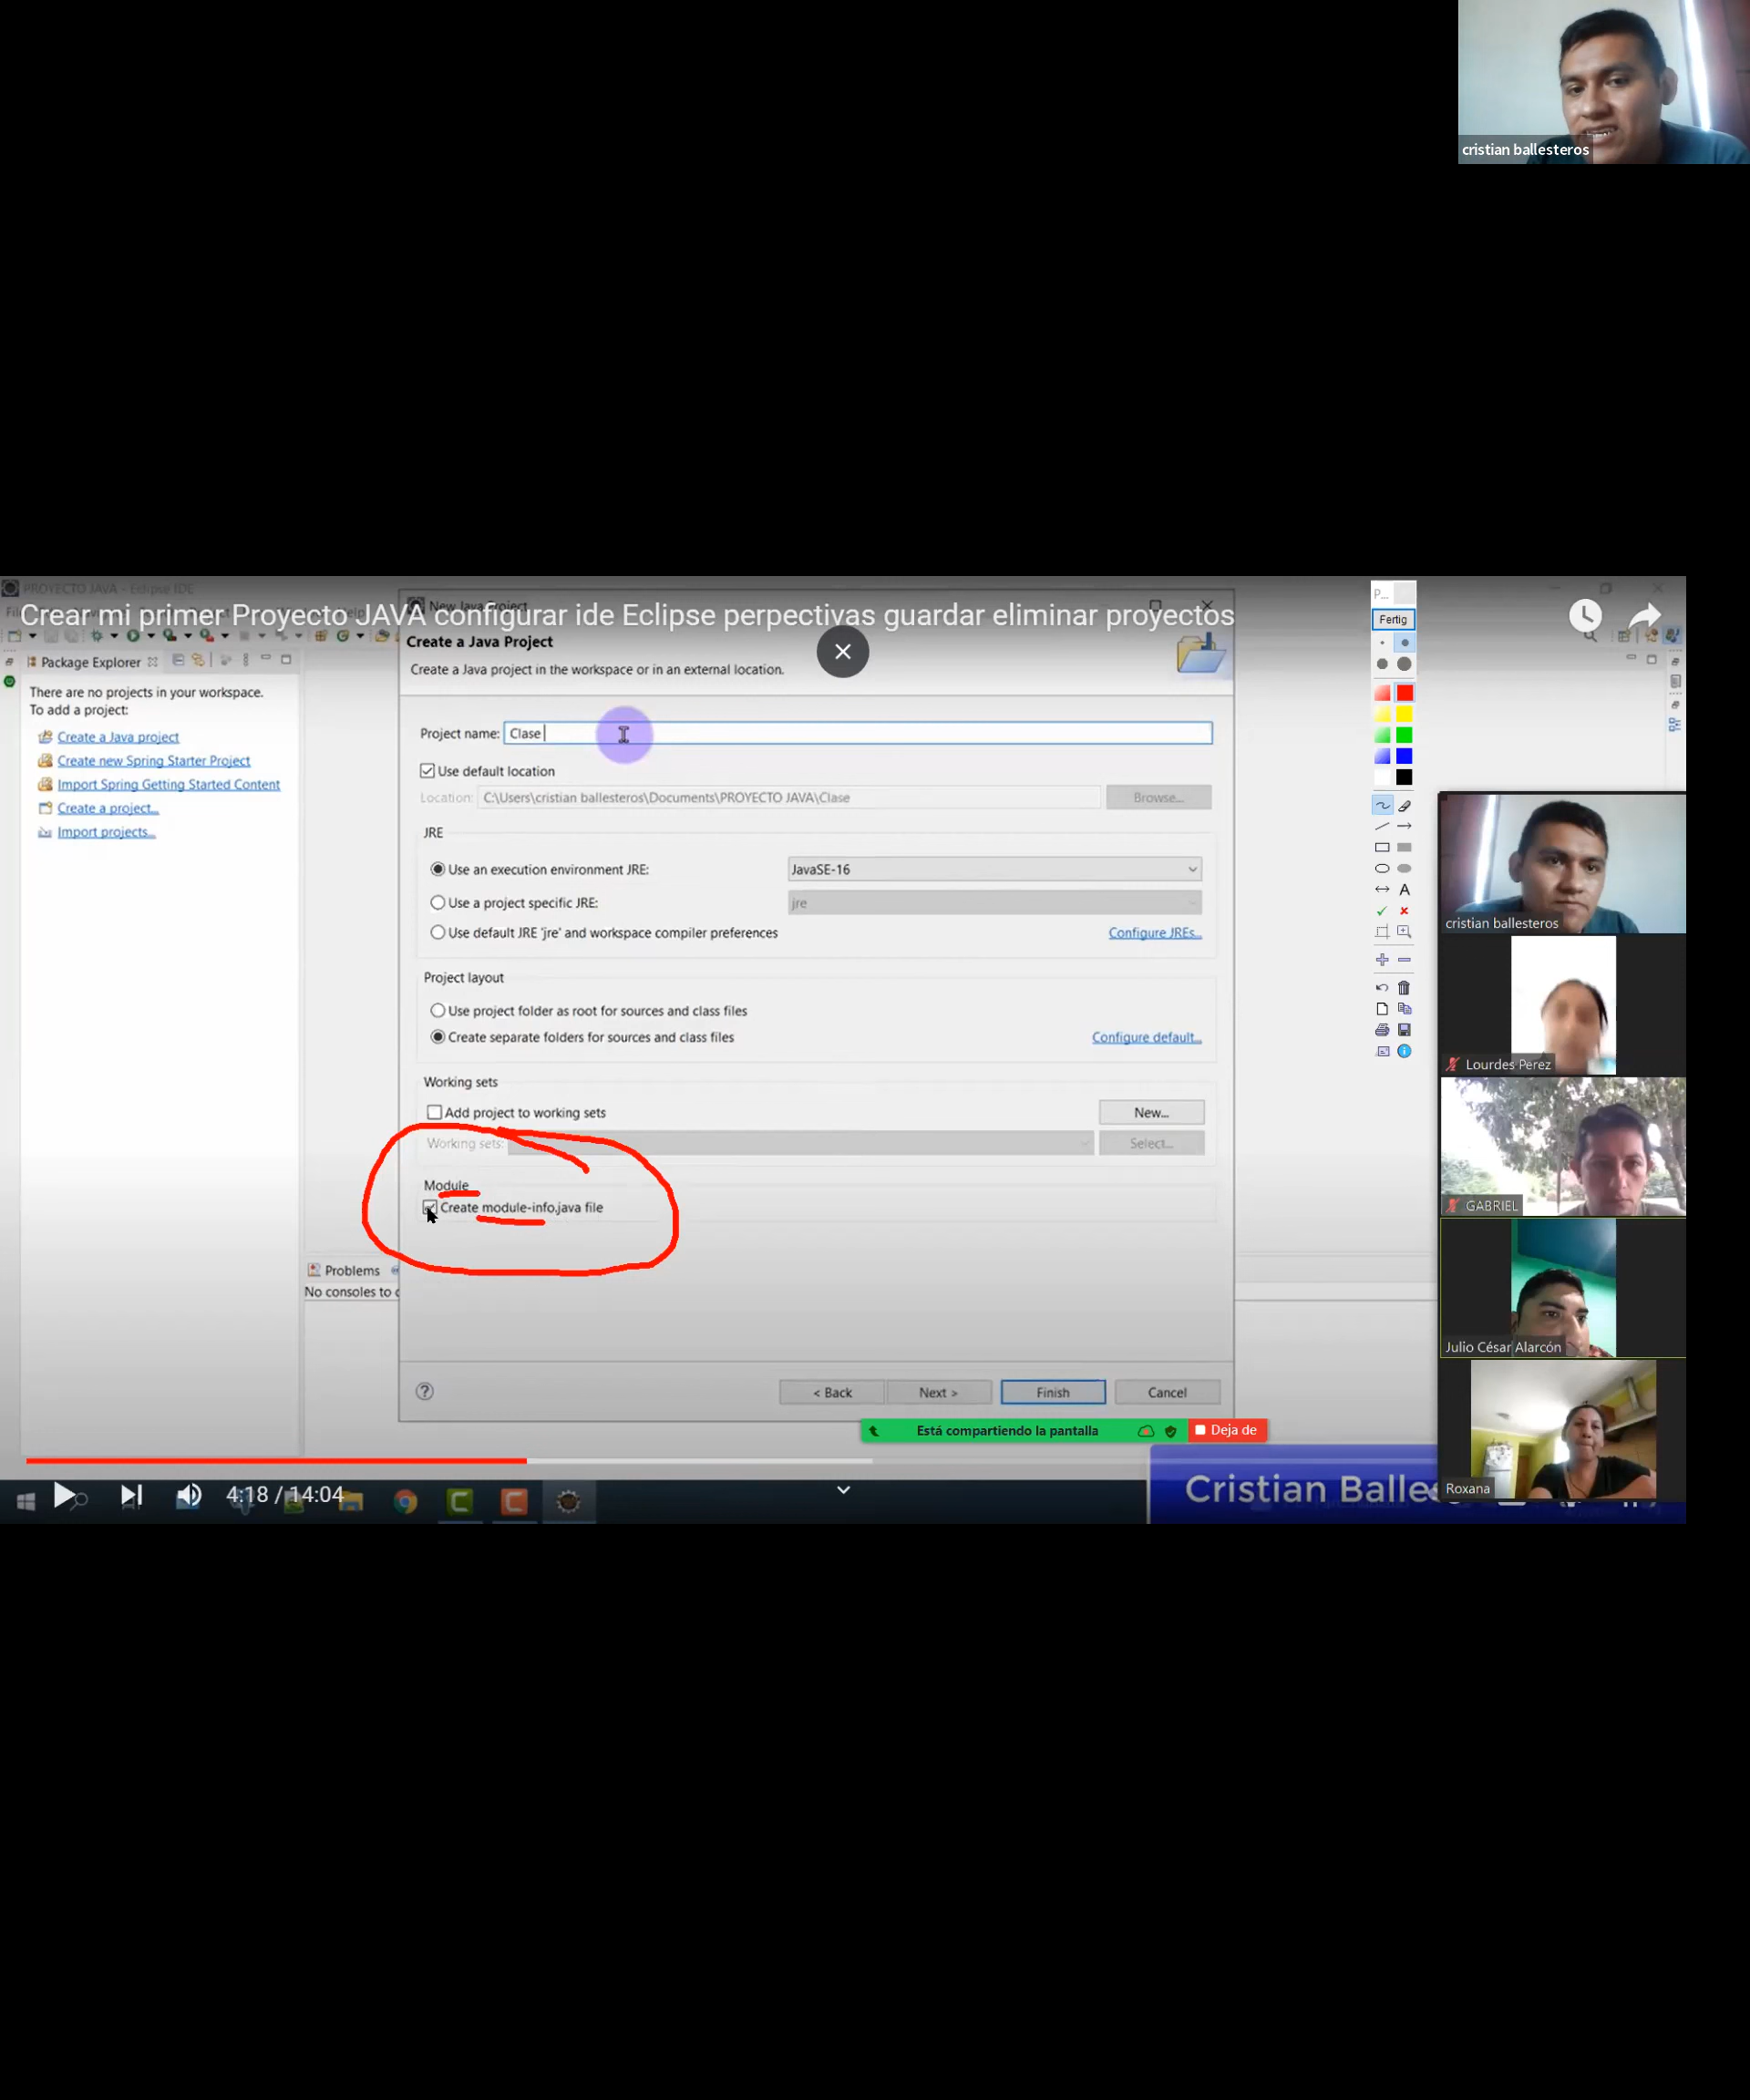 cristian ballesteros
PROYECTO JAVA - Eclipse IDE
New Java Project
Crear mi primer Proyecto JAVA configurar ide Eclipse perpectivas guardar eliminar proyectos
Create a Java Project
Create a Java project in the workspace or in an external location.
P...
Fertig
Package Explorer
There are no projects in your workspace.
To add a project:
Create a Java project
Create new Spring Starter Project
Import Spring Getting Started Content
Create a project...
Import projects...
Project name: Clase
Use default location
Location: C:\Users\cristian ballesteros\Documents\PROYECTO JAVA\Clase Browse...
JRE
Use an execution environment JRE: JavaSE-16
Use a project specific JRE: jre
Use default JRE 'jre' and workspace compiler preferences Configure JREs...
Project layout
Use project folder as root for sources and class files
Create separate folders for sources and class files Configure default...
Working sets
Add project to working sets New...
Working sets: Select...
Module
Create module-info.java file
Problems
No consoles to
< Back Next > Finish Cancel
A
cristian ballesteros
Lourdes Perez
GABRIEL
Julio César Alarcón
Roxana
Está compartiendo la pantalla Deja de
4:18 / 14:04
Cristian Balles